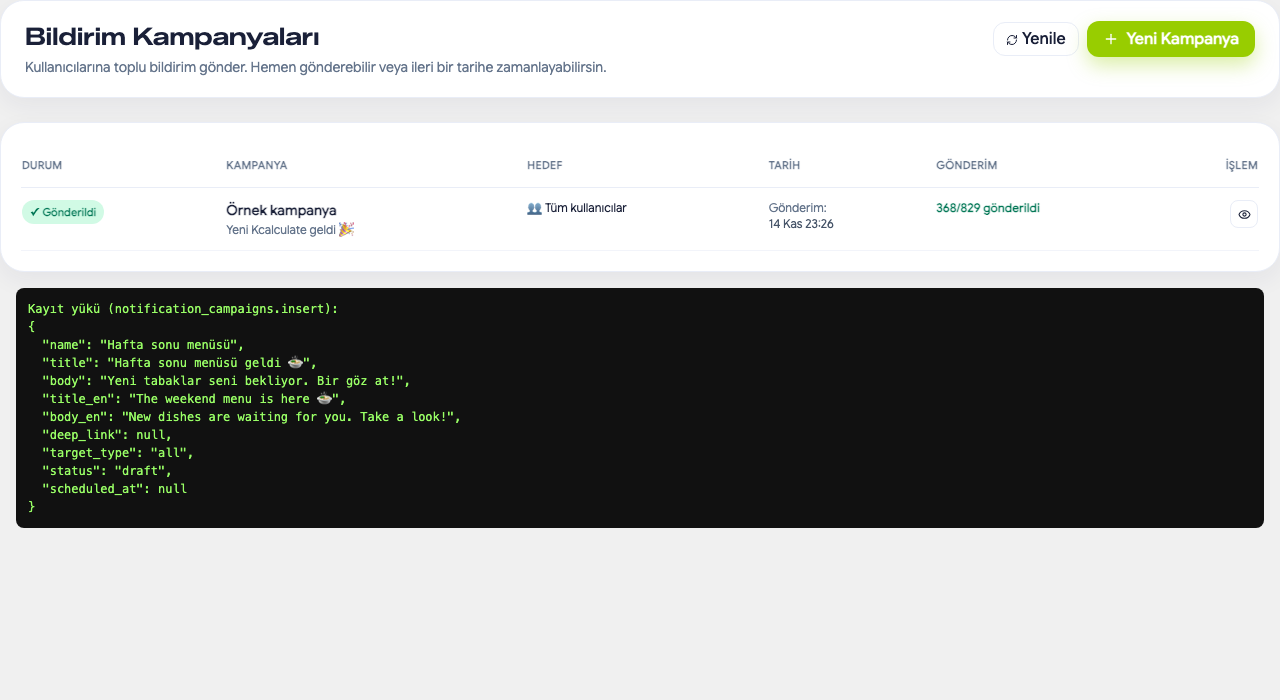 Bildirim Kampanyaları
Kullanıcılarına toplu bildirim gönder. Hemen gönderebilir veya ileri bir tarihe zamanlayabilirsin.
Yenile
+ Yeni Kampanya
DURUM KAMPANYA HEDEF TARİH GÖNDERİM İŞLEM
✓ Gönderildi
Örnek kampanya
Yeni Kcalculate geldi 🎉
👥 Tüm kullanıcılar
Gönderim:
14 Kas 23:26
368/829 gönderildi
Kayıt yükü (notification_campaigns.insert):
{
  "name": "Hafta sonu menüsü",
  "title": "Hafta sonu menüsü geldi 🍲",
  "body": "Yeni tabaklar seni bekliyor. Bir göz at!",
  "title_en": "The weekend menu is here 🍲",
  "body_en": "New dishes are waiting for you. Take a look!",
  "deep_link": null,
  "target_type": "all",
  "status": "draft",
  "scheduled_at": null
}